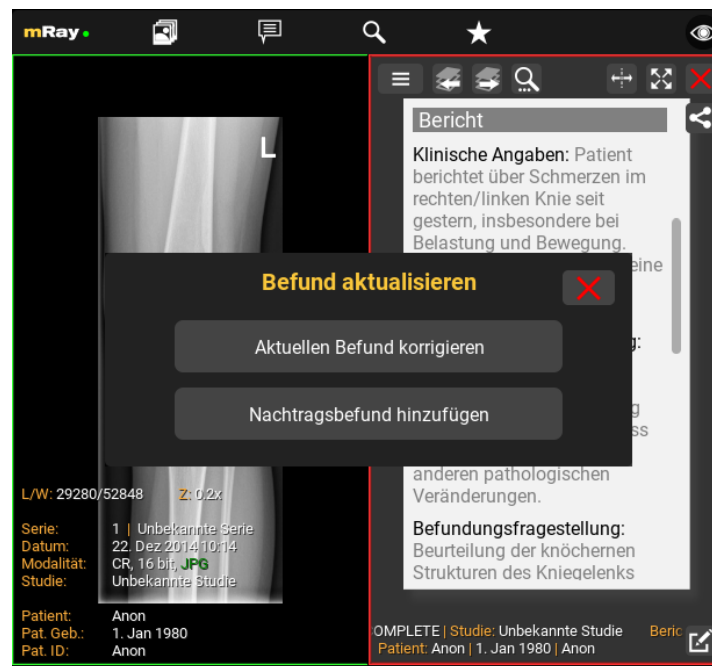 mRay
L
Bericht
Klinische Angaben: Patient
berichtet über Schmerzen im
rechten/linken Knie seit
gestern, insbesondere bei
Belastung und Bewegung.
eine
Befund aktualisieren
Aktuellen Befund korrigieren
Nachtragsbefund hinzufügen
g
ss
anderen pathologischen
Veränderungen.
Befundungsfragestellung:
Beurteilung der knöchernen
Strukturen des Kniegelenks
L/W: 29280/52848 Z: 0.2x
Serie: 1 | Unbekannte Serie
Datum: 22. Dez 2014 10:14
Modalität: CR, 16 bit, JPG
Studie: Unbekannte Studie
Patient: Anon
Pat. Geb.: 1. Jan 1980
Pat. ID: Anon
OMPLETE | Studie: Unbekannte Studie Beric
Patient: Anon | 1. Jan 1980 | Anon